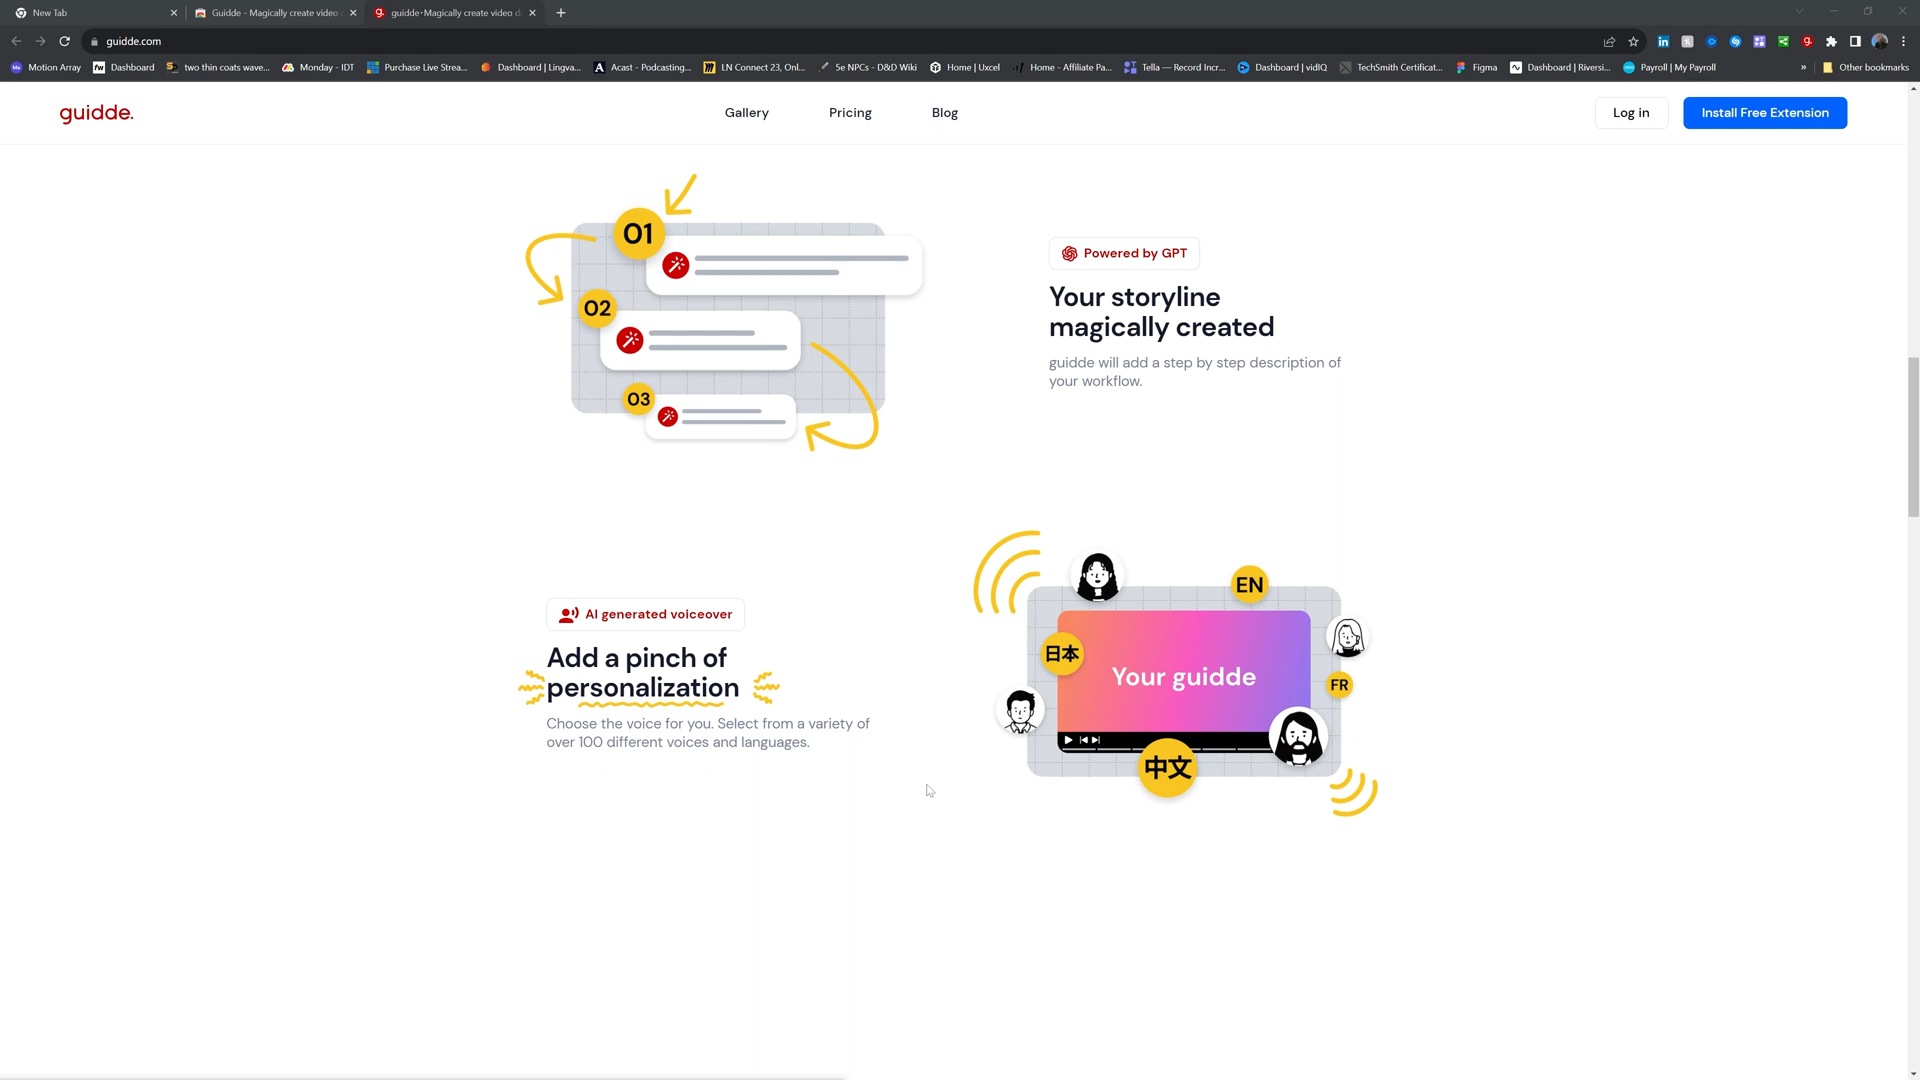 New Tab
Guidde - Magically create video
guidde•Magically create video d
guidde.com
Motion Array
Dashboard
two thin coats wave...
Monday - IDT
Purchase Live Strea...
Dashboard | Lingva...
Acast - Podcasting...
LN Connect 23, Onl...
5e NPCs - D&D Wiki
Home | Uxcel
Home - Affiliate Pa...
Tella — Record Incr...
Dashboard | vidIQ
TechSmith Certificat...
Figma
Dashboard | Riversi...
Payroll | My Payroll
»
Other bookmarks
guidde.
Gallery
Pricing
Blog
Log in
Install Free Extension
01
02
03
Powered by GPT
Your storyline
magically created
guidde will add a step by step description of
your workflow.
AI generated voiceover
Add a pinch of
personalization
Choose the voice for you. Select from a variety of
over 100 different voices and languages.
EN
日本
Your guidde
FR
中文